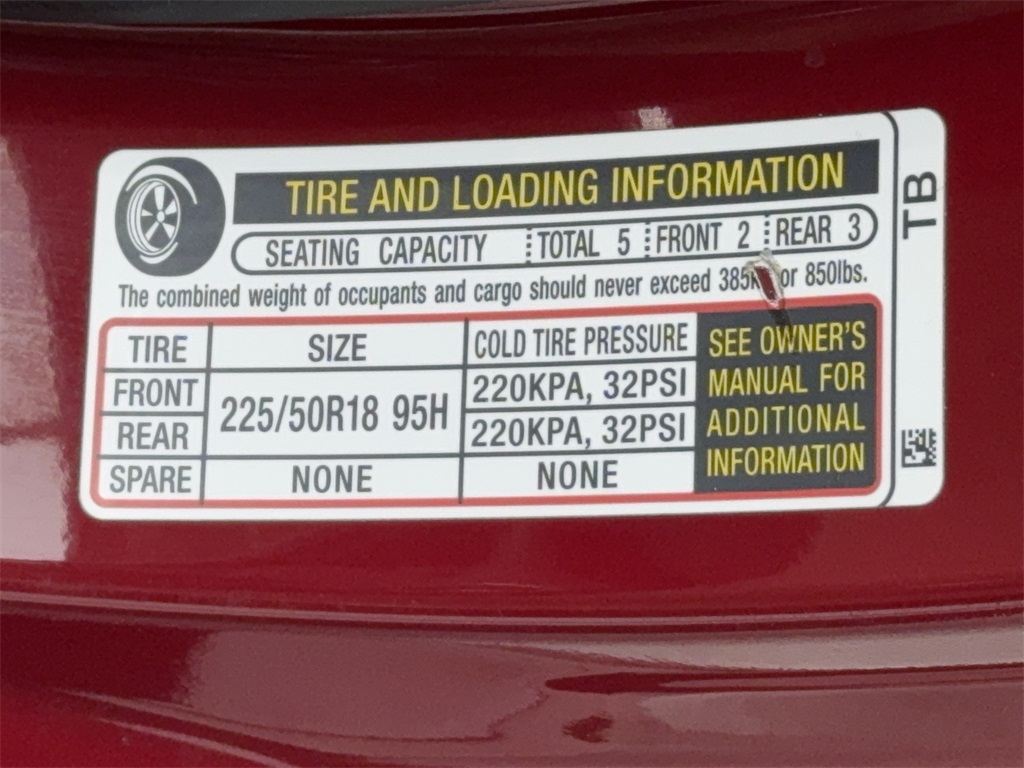 TIRE AND LOADING INFORMATION
SEATING CAPACITY TOTAL 5 FRONT 2 REAR 3
The combined weight of occupants and cargo should never exceed 385 or 850lbs.
TIRE SIZE COLD TIRE PRESSURE
FRONT 225/50R18 95H 220KPA, 32PSI
REAR 220KPA, 32PSI
SPARE NONE NONE
SEE OWNER'S
MANUAL FOR
ADDITIONAL
INFORMATION
TB